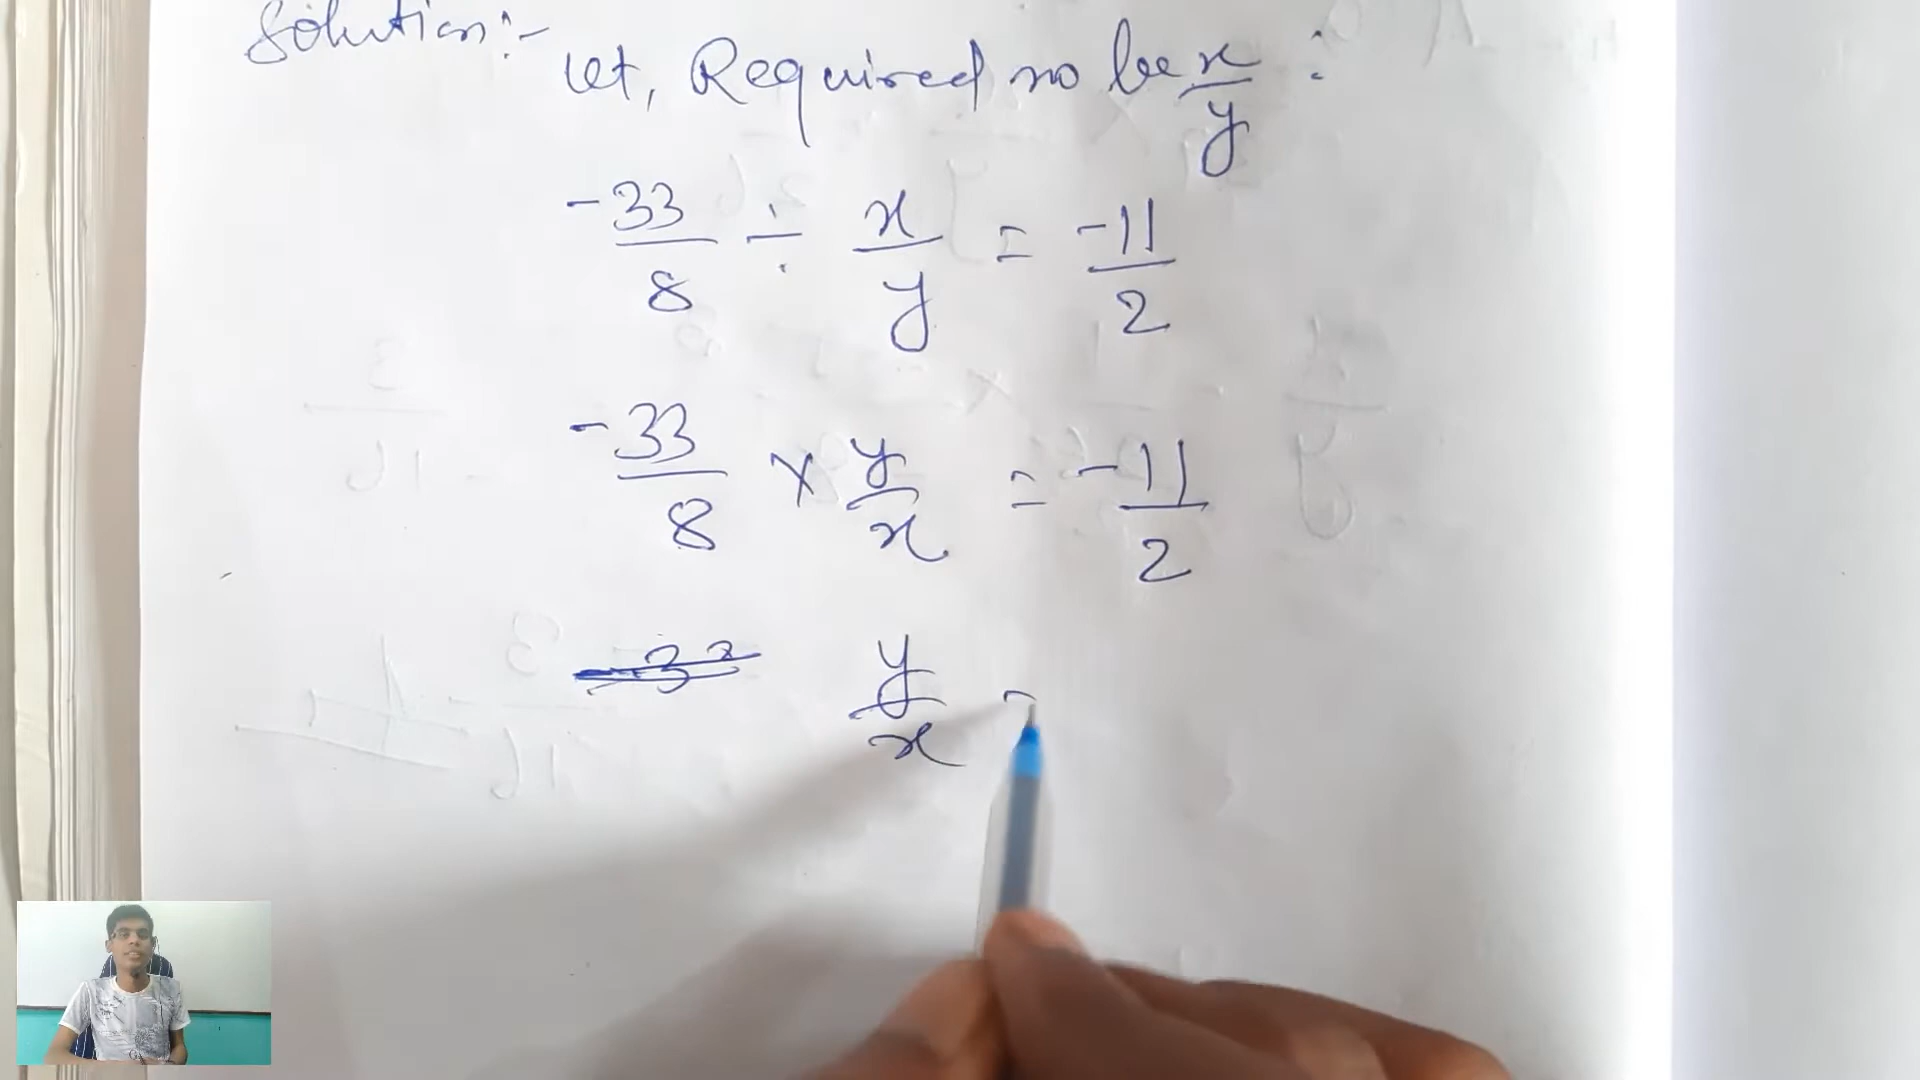 Solution:-
Let, Required no be x/y :
-33/8 ÷ x/y = -11/2
-33/8 × y/x = -11/2
y/x =